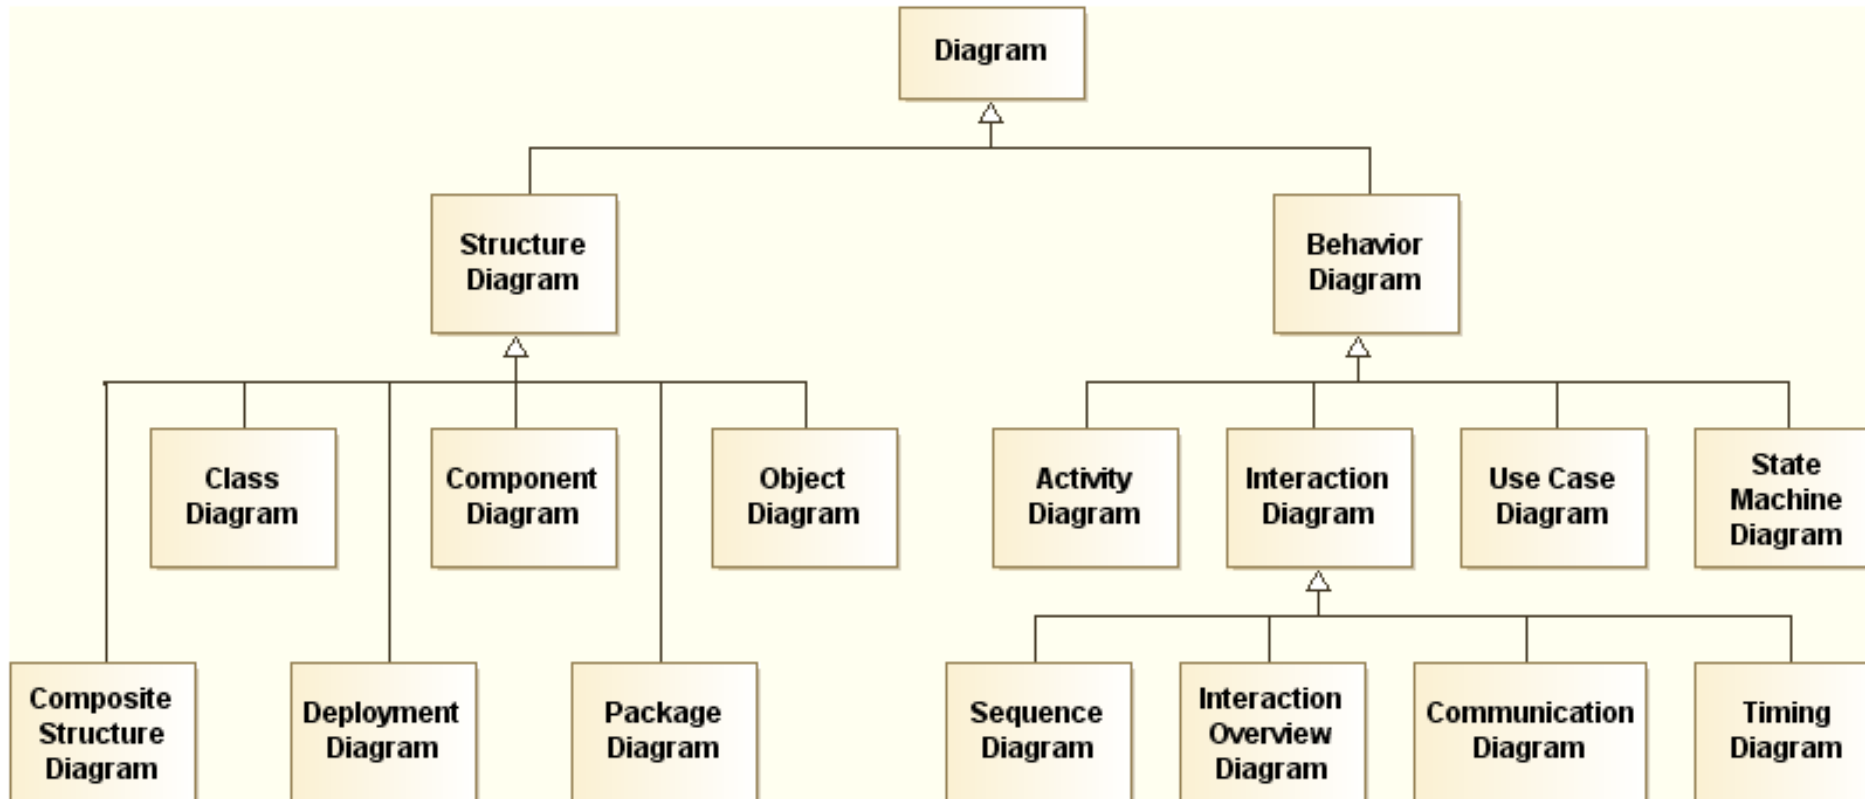 Diagram
Structure
Diagram
Behavior
Diagram
Class
Diagram
Component
Diagram
Object
Diagram
Activity
Diagram
Interaction
Diagram
Use Case
Diagram
State
Machine
Diagram
Composite
Structure
Diagram
Deployment
Diagram
Package
Diagram
Sequence
Diagram
Interaction
Overview
Diagram
Communication
Diagram
Timing
Diagram